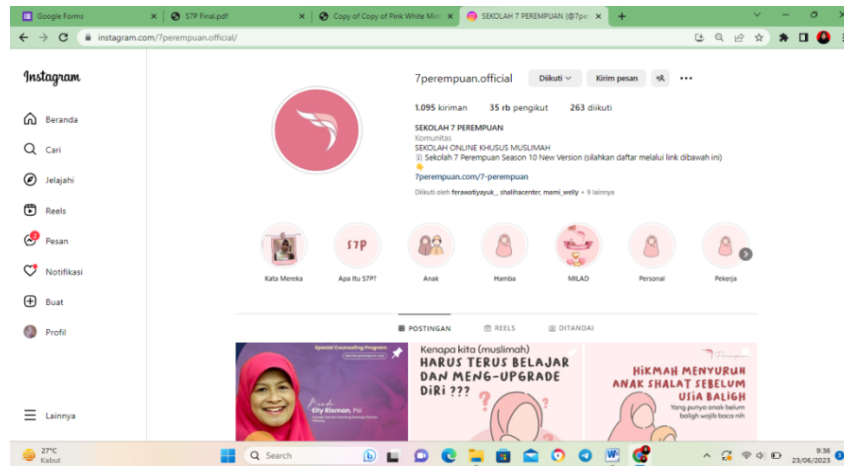 Google Forms
S7P Final.pdf
Copy of Copy of Pink White Mini
SEKOLAH 7 PEREMPUAN (@7per
instagram.com/7perempuan.official/
Instagram
Beranda
Cari
Jelajahi
Reels
Pesan
Notifikasi
Buat
Profil
Lainnya
7perempuan.official Diikuti Kirim pesan
1.095 kiriman 35 rb pengikut 263 diikuti
SEKOLAH 7 PEREMPUAN
Komunitas
SEKOLAH ONLINE KHUSUS MUSLIMAH
Sekolah 7 Perempuan Season 10 New Version (silahkan daftar melalui link dibawah ini)
7perempuan.com/7-perempuan
Diikuti oleh ferawatiyayuk_, shalihacenter, mami_welly + 9 lainnya
S7P
Kata Mereka Apa Itu S7P? Anak Hamba MILAD Personal Pekerja
POSTINGAN REELS DITANDAI
Special Counseling Program
Elly Risman, Psi
Kenapa kita (muslimah)
HARUS TERUS BELAJAR
DAN MENG-UPGRADE
DIRI ???
HIKMAH MENYURUH
ANAK SHALAT SEBELUM
USIA BALIGH
Yang punya anak belum
baligh wajib baca nih
27°C
Kabut
Search
9:36
23/06/2023